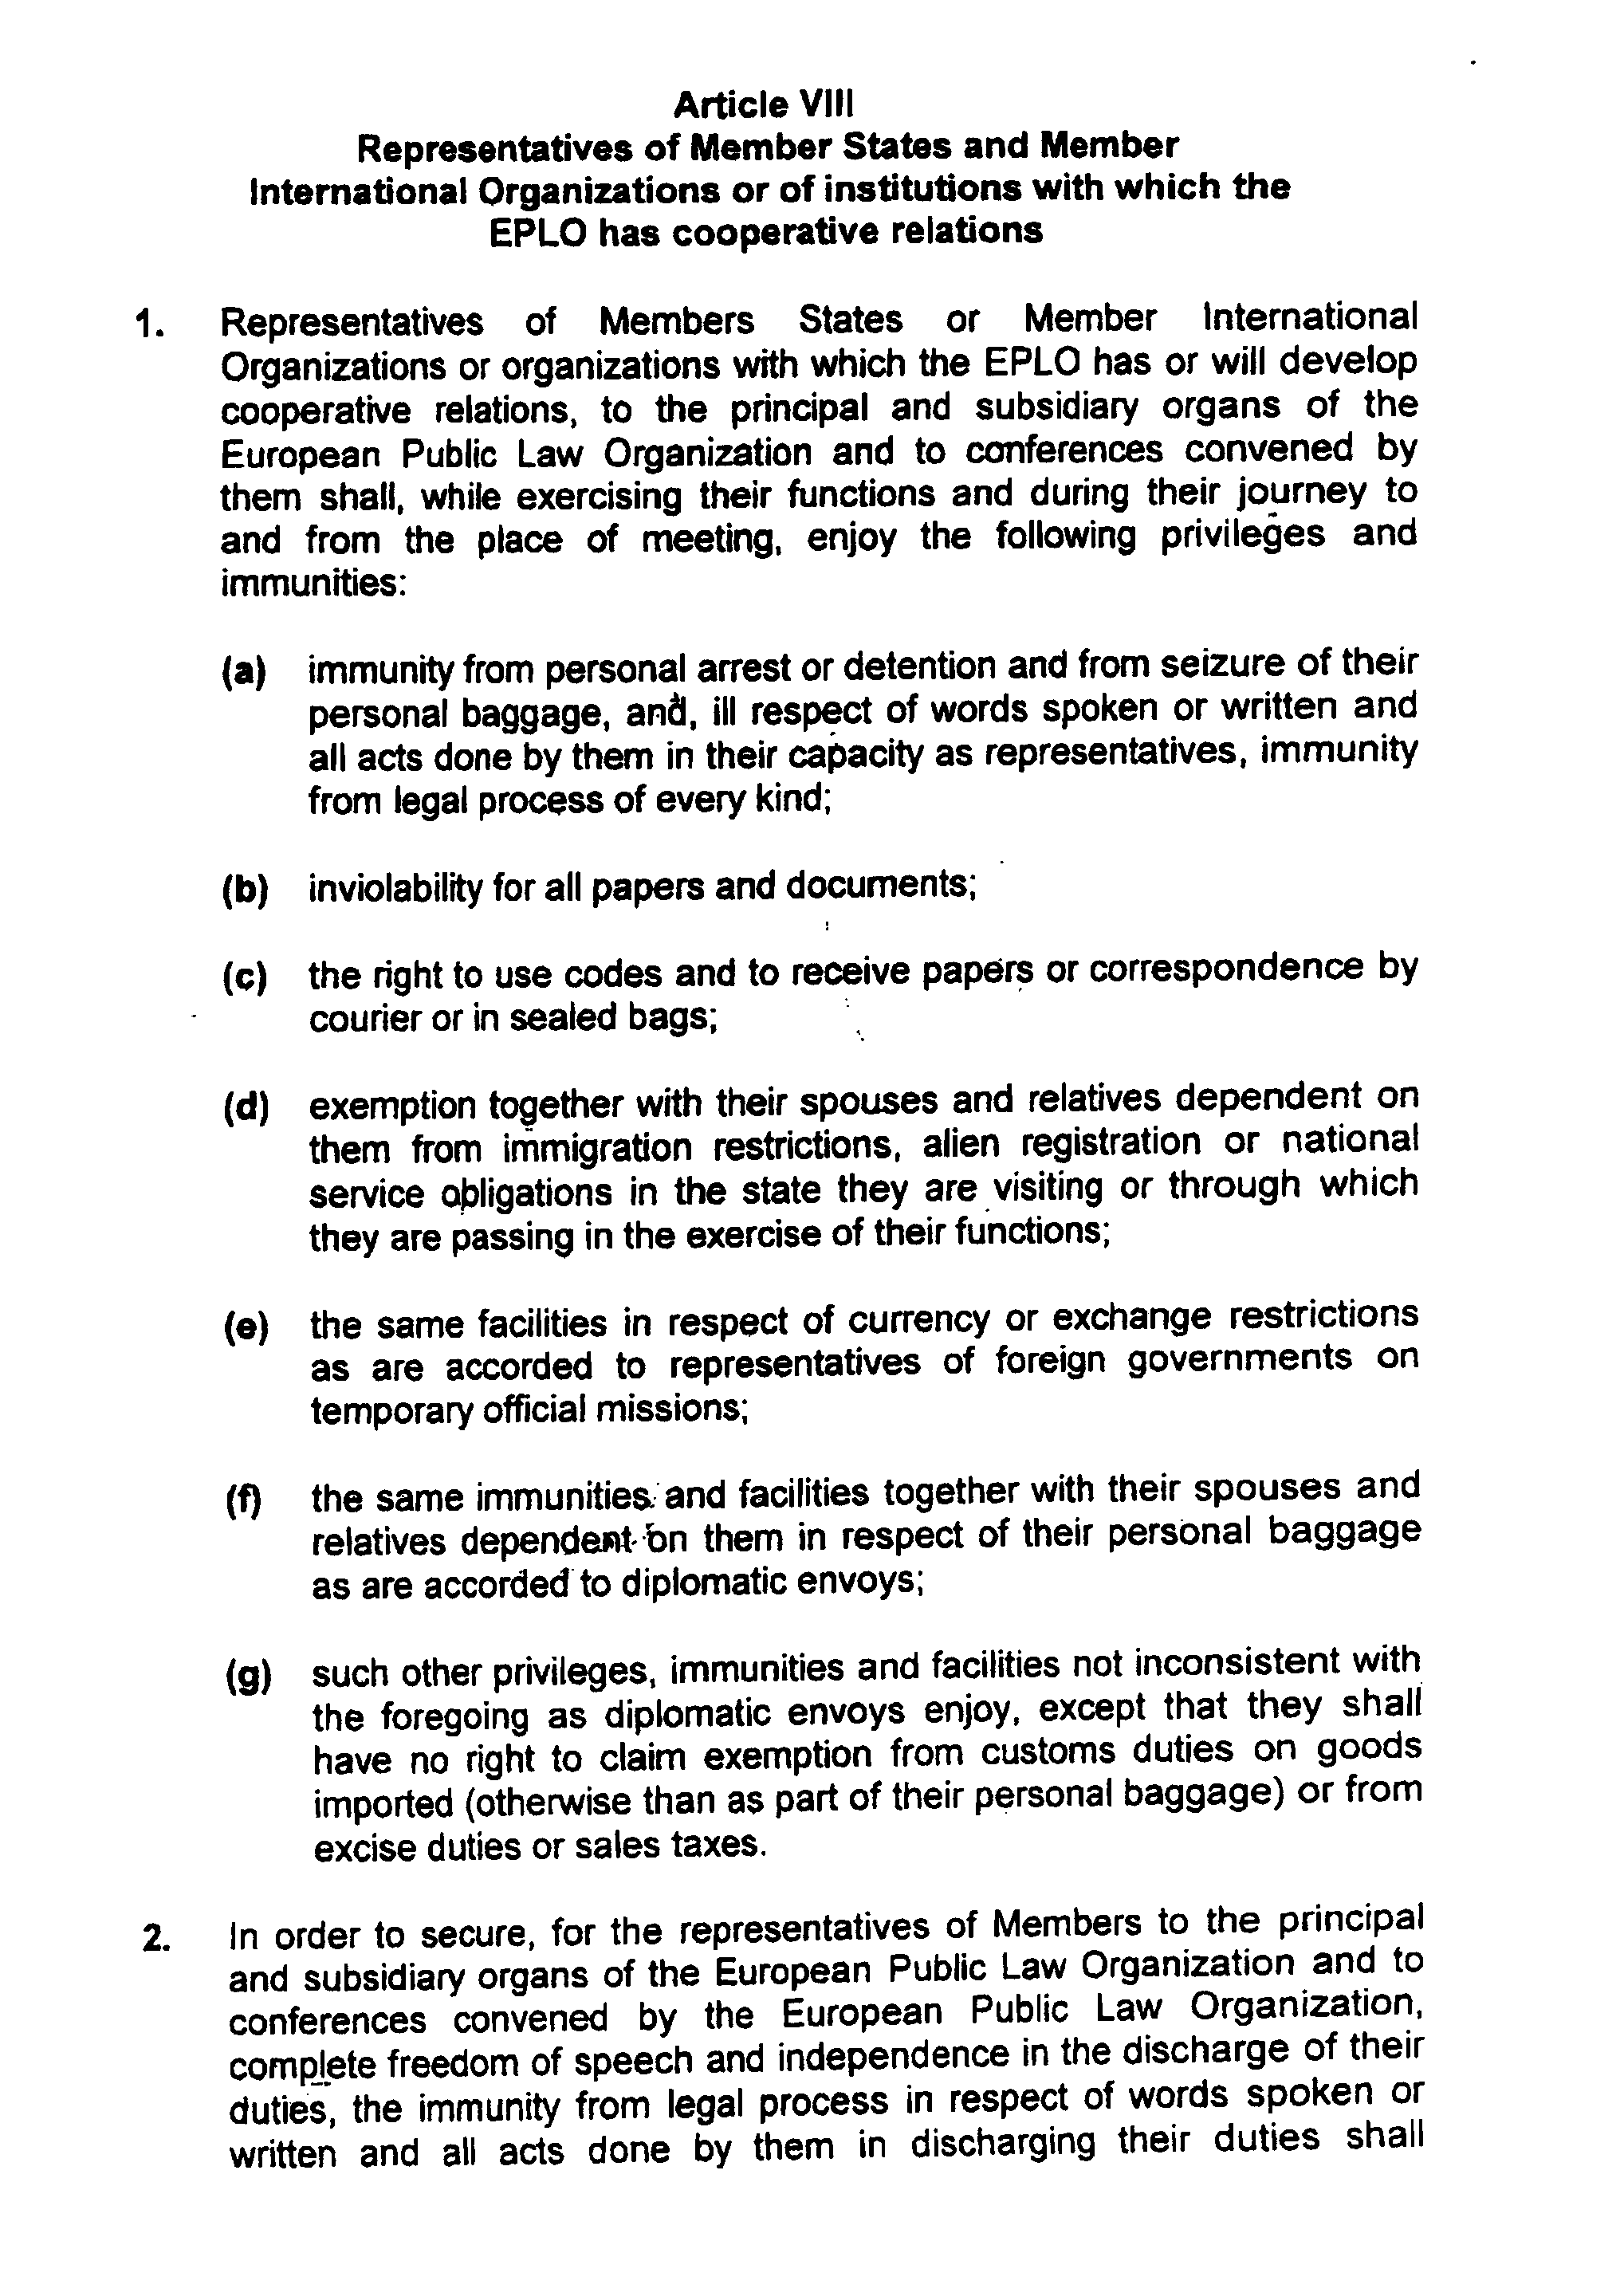 Article VIII
Representatives of Member States and Member
International Organizations or of institutions with which the
EPLO has cooperative relations
1. Representatives of Members States or Member International
Organizations or organizations with which the EPLO has or will develop
cooperative relations, to the principal and subsidiary organs of the
European Public Law Organization and to conferences convened by
them shall, while exercising their functions and during their journey to
and from the place of meeting, enjoy the following privileges and
immunities:
(a) immunity from personal arrest or detention and from seizure of their
personal baggage, and, ill respect of words spoken or written and
all acts done by them in their capacity as representatives, immunity
from legal process of every kind;
(b) inviolability for all papers and documents;
(c) the right to use codes and to receive papers or correspondence by
courier or in sealed bags;
(d) exemption together with their spouses and relatives dependent on
them from immigration restrictions, alien registration or national
service obligations in the state they are visiting or through which
they are passing in the exercise of their functions;
(e) the same facilities in respect of currency or exchange restrictions
as are accorded to representatives of foreign governments on
temporary official missions;
(f) the same immunities and facilities together with their spouses and
relatives dependent on them in respect of their personal baggage
as are accorded to diplomatic envoys;
(g) such other privileges, immunities and facilities not inconsistent with
the foregoing as diplomatic envoys enjoy, except that they shall
have no right to claim exemption from customs duties on goods
imported (otherwise than as part of their personal baggage) or from
excise duties or sales taxes.
2. In order to secure, for the representatives of Members to the principal
and subsidiary organs of the European Public Law Organization and to
conferences convened by the European Public Law Organization,
complete freedom of speech and independence in the discharge of their
duties, the immunity from legal process in respect of words spoken or
written and all acts done by them in discharging their duties shall